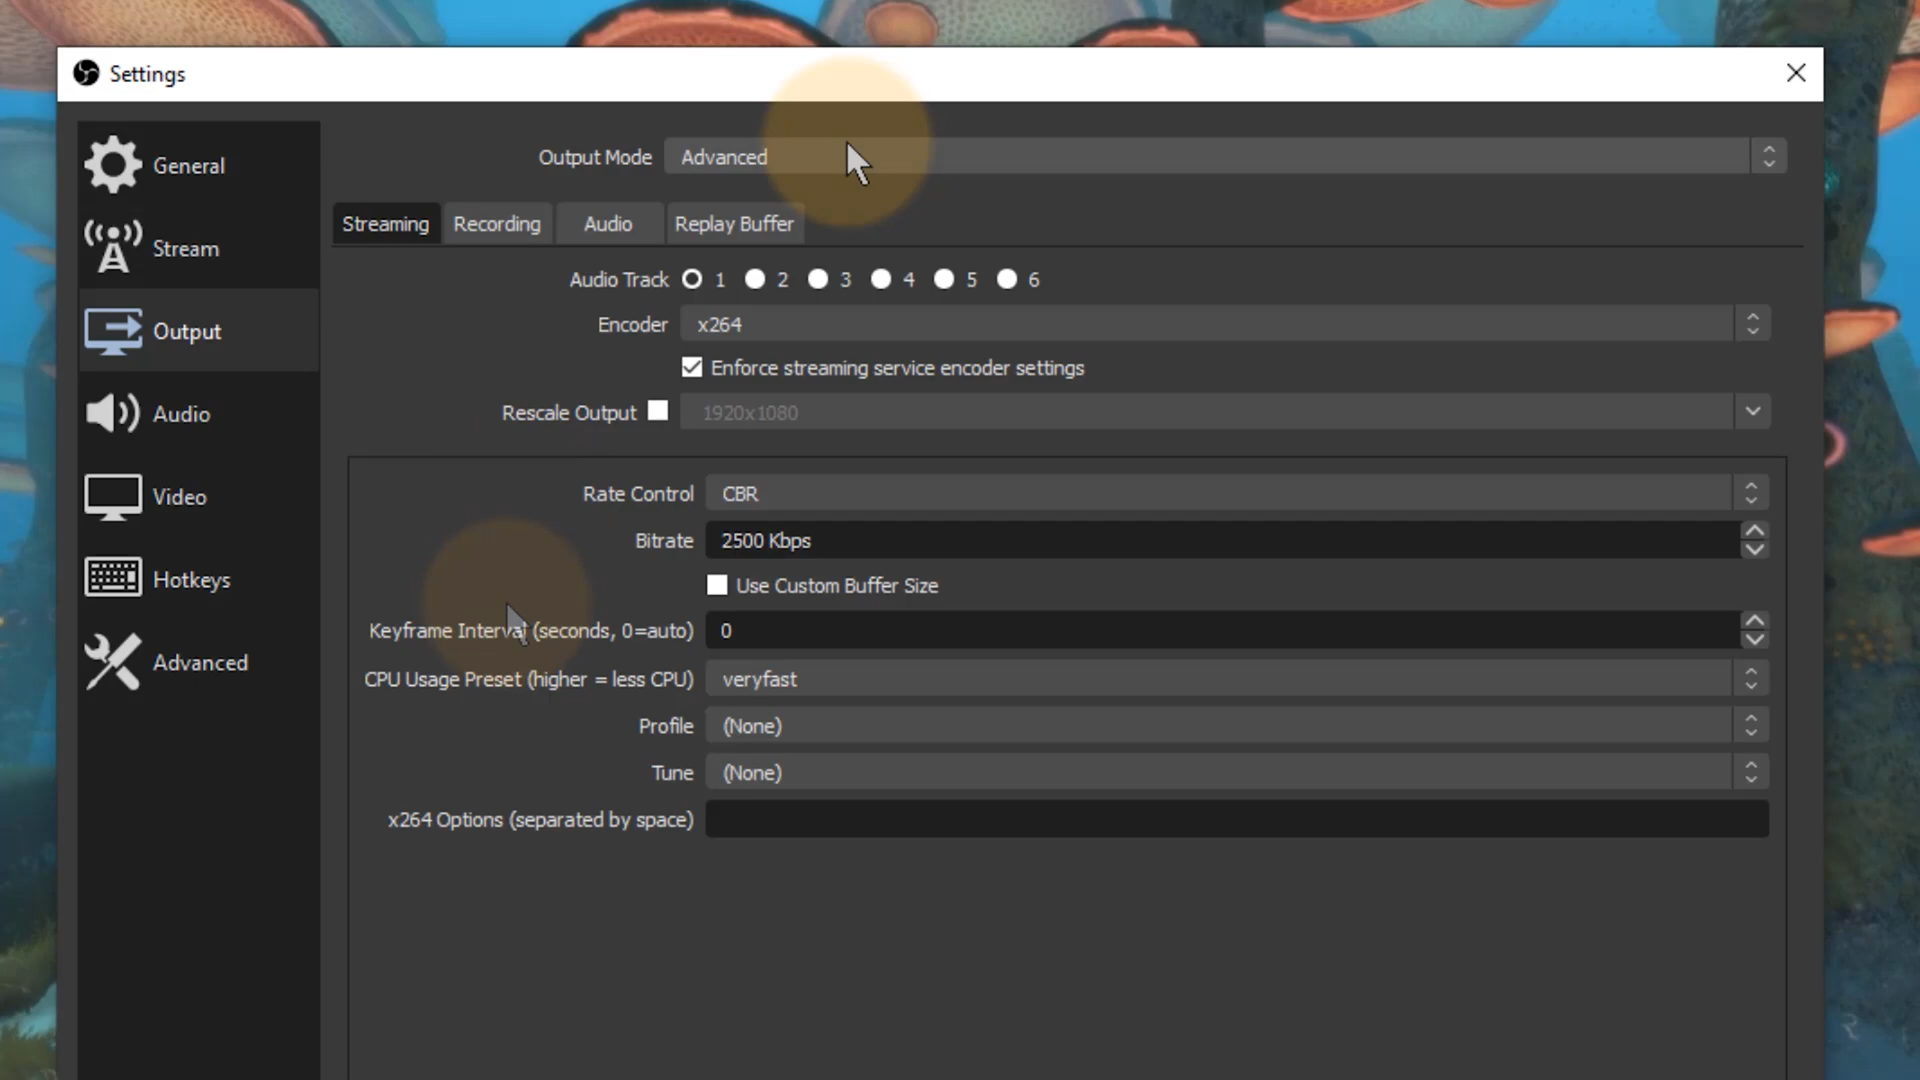 Settings
General
Stream
Output
Audio
Video
Hotkeys
Advanced
Output Mode Advanced
Streaming Recording Audio Replay Buffer
Audio Track 1 2 3 4 5 6
Encoder x264
Enforce streaming service encoder settings
Rescale Output 1920x1080
Rate Control CBR
Bitrate 2500 Kbps
Use Custom Buffer Size
Keyframe Interval (seconds, 0=auto) 0
CPU Usage Preset (higher = less CPU) veryfast
Profile (None)
Tune (None)
x264 Options (separated by space)